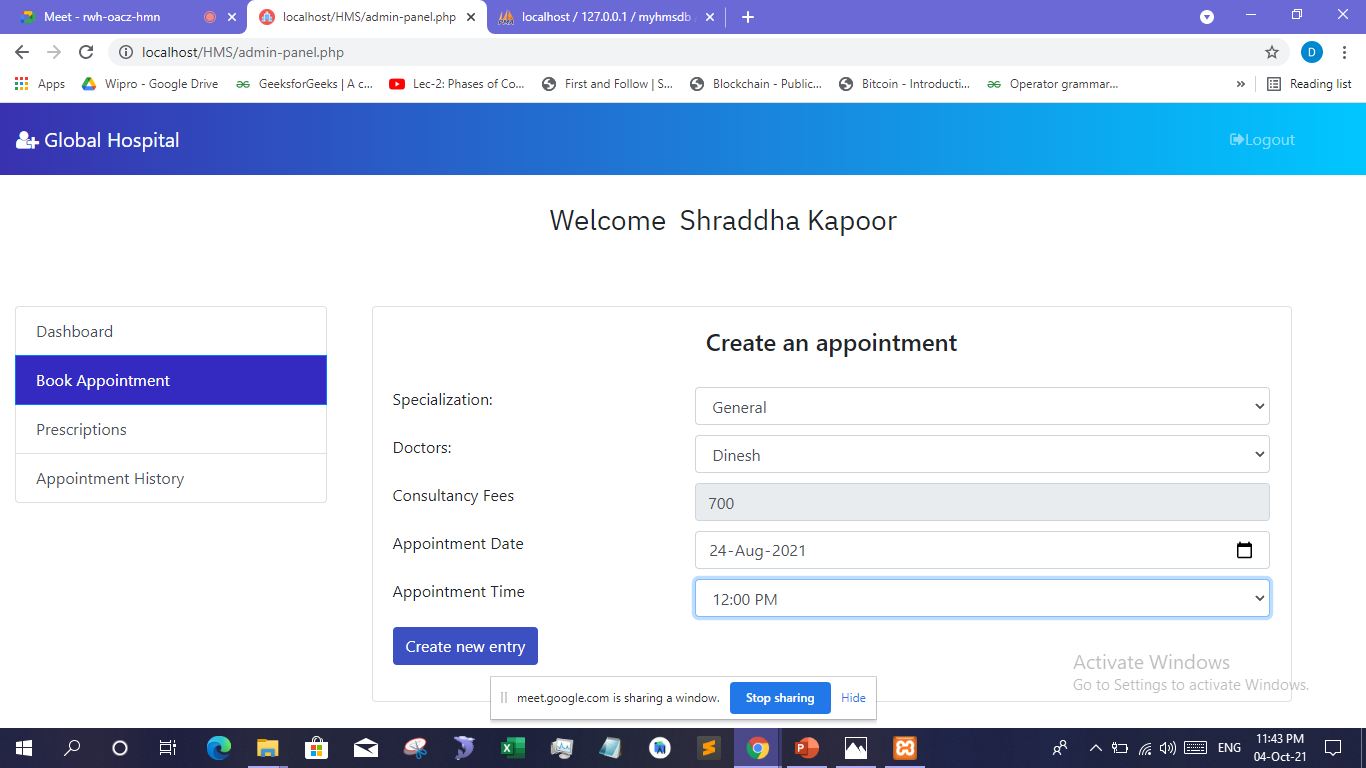 Meet - rwh-oacz-hmn
localhost/HMS/admin-panel.php
localhost / 127.0.0.1 / myhmsdb
localhost/HMS/admin-panel.php
D
Apps
Wipro - Google Drive
GeeksforGeeks | A c...
Lec-2: Phases of Co...
First and Follow | S...
Blockchain - Public...
Bitcoin - Introducti...
Operator grammar...
»
Reading list
Global Hospital
Logout
Welcome Shraddha Kapoor
Dashboard
Book Appointment
Prescriptions
Appointment History
Create an appointment
Specialization:
General
Doctors:
Dinesh
Consultancy Fees
700
Appointment Date
24-Aug-2021
Appointment Time
12:00 PM
Create new entry
Activate Windows
Go to Settings to activate Windows.
meet.google.com is sharing a window.
Stop sharing
Hide
ENG
11:43 PM
04-Oct-21